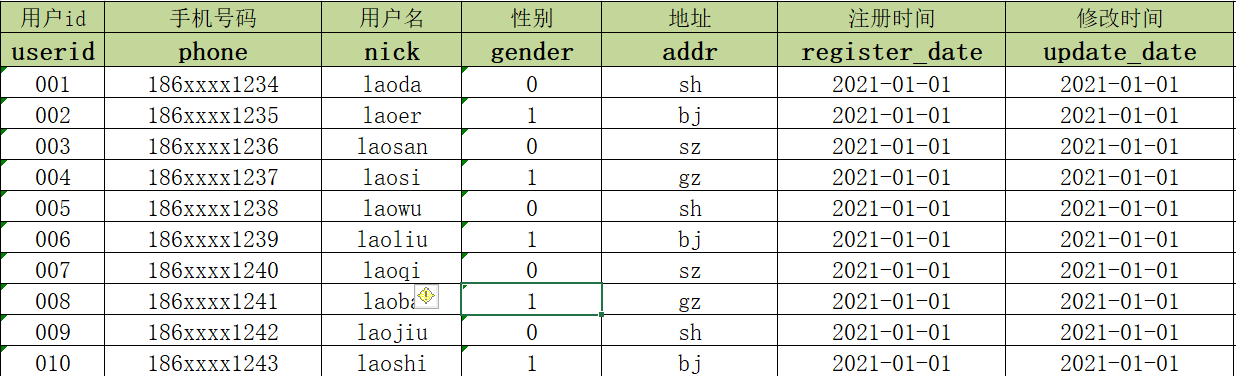 用户id 手机号码 用户名 性别 地址 注册时间 修改时间
userid phone nick gender addr register_date update_date
001 186xxxx1234 laoda 0 sh 2021-01-01 2021-01-01
002 186xxxx1235 laoer 1 bj 2021-01-01 2021-01-01
003 186xxxx1236 laosan 0 sz 2021-01-01 2021-01-01
004 186xxxx1237 laosi 1 gz 2021-01-01 2021-01-01
005 186xxxx1238 laowu 0 sh 2021-01-01 2021-01-01
006 186xxxx1239 laoliu 1 bj 2021-01-01 2021-01-01
007 186xxxx1240 laoqi 0 sz 2021-01-01 2021-01-01
008 186xxxx1241 1 gz 2021-01-01 2021-01-01
009 186xxxx1242 laojiu 0 sh 2021-01-01 2021-01-01
010 186xxxx1243 laoshi 1 bj 2021-01-01 2021-01-01